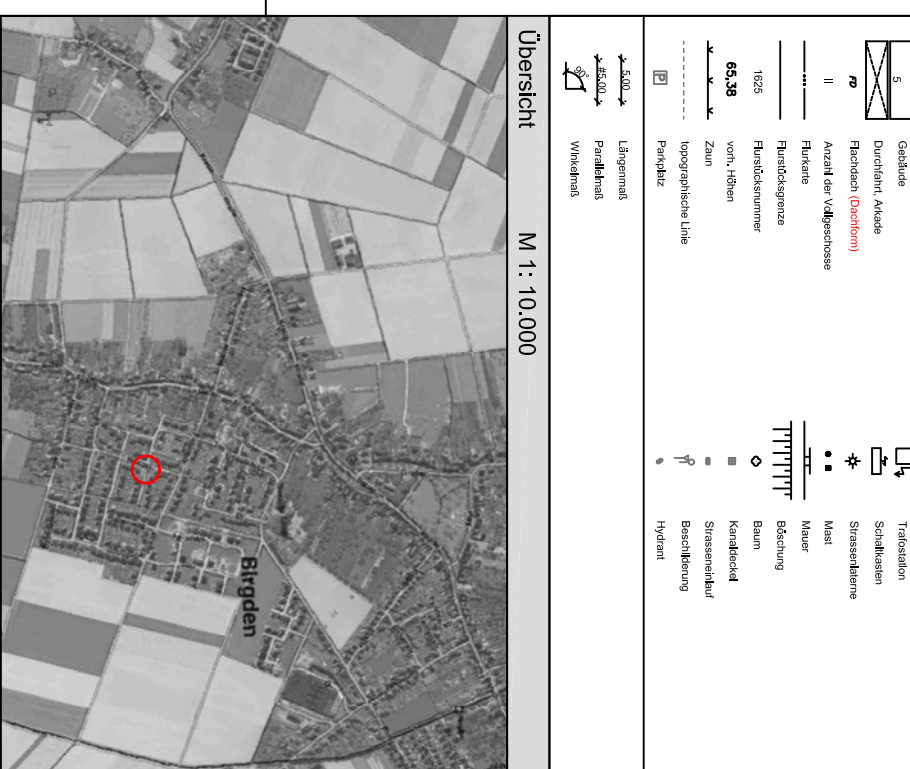 5
Gebäude
Durchfahrt, Arkade
FD
Flachdach (Dachform)
II
Anzahl der Vollgeschosse
Flurkarte
Flurstücksgrenze
1625
Flurstücksnummer
65,38
vorh. Höhen
Zaun
topographische Linie
P
Parkplatz
Trafostation
Schaltkasten
Strassenlaterne
Mast
Mauer
Böschung
Baum
Kanaldeckel
Strasseneinlauf
Beschilderung
Hydrant
5.00
Längenmaß
#5.00
Parallelmaß
90°
Winkelmaß
Übersicht M 1: 10.000
Birgden